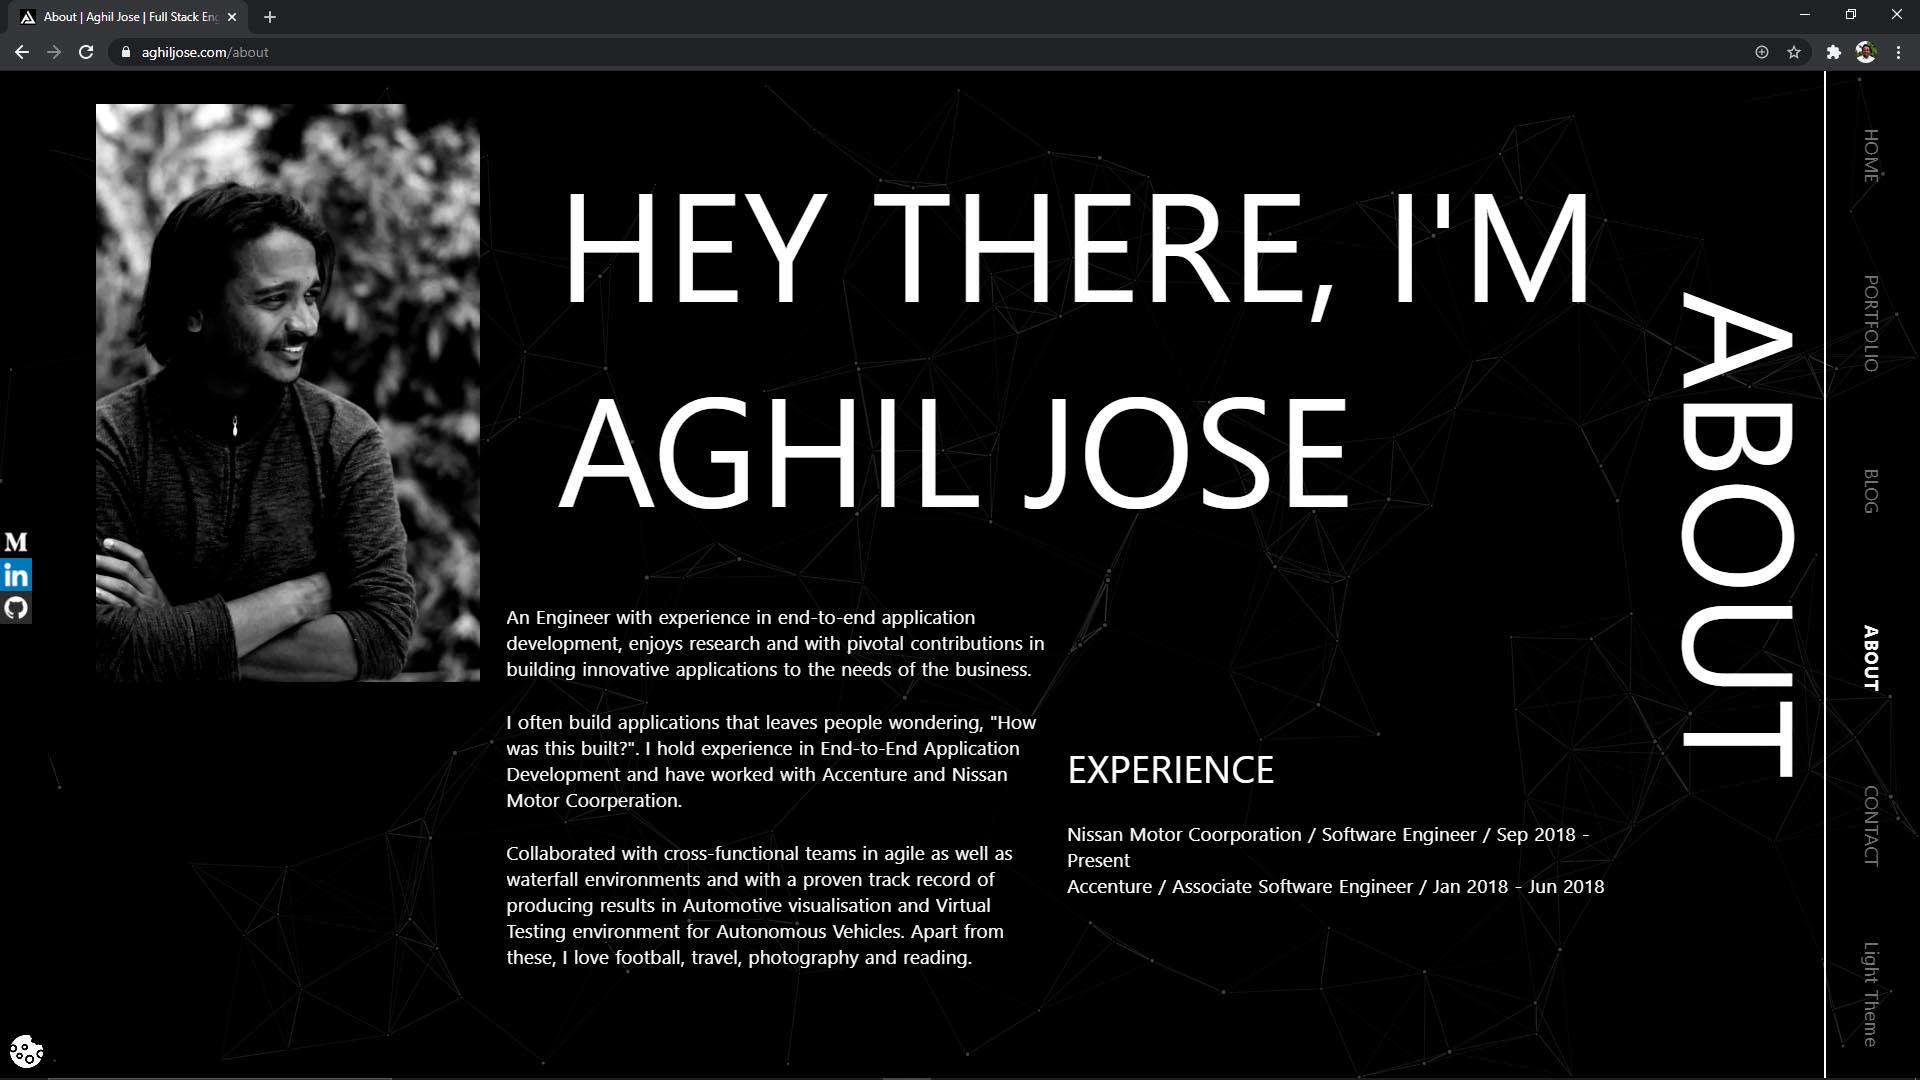 About | Aghil Jose | Full Stack Eng
aghiljose.com/about
HEY THERE, I'M
AGHIL JOSE
An Engineer with experience in end-to-end application
development, enjoys research and with pivotal contributions in
building innovative applications to the needs of the business.
I often build applications that leaves people wondering, "How
was this built?". I hold experience in End-to-End Application
Development and have worked with Accenture and Nissan
Motor Coorperation.
Collaborated with cross-functional teams in agile as well as
waterfall environments and with a proven track record of
producing results in Automotive visualisation and Virtual
Testing environment for Autonomous Vehicles. Apart from
these, I love football, travel, photography and reading.
EXPERIENCE
Nissan Motor Coorporation / Software Engineer / Sep 2018 -
Present
Accenture / Associate Software Engineer / Jan 2018 - Jun 2018
ABOUT
HOME
PORTFOLIO
BLOG
ABOUT
CONTACT
Light Theme
M
in